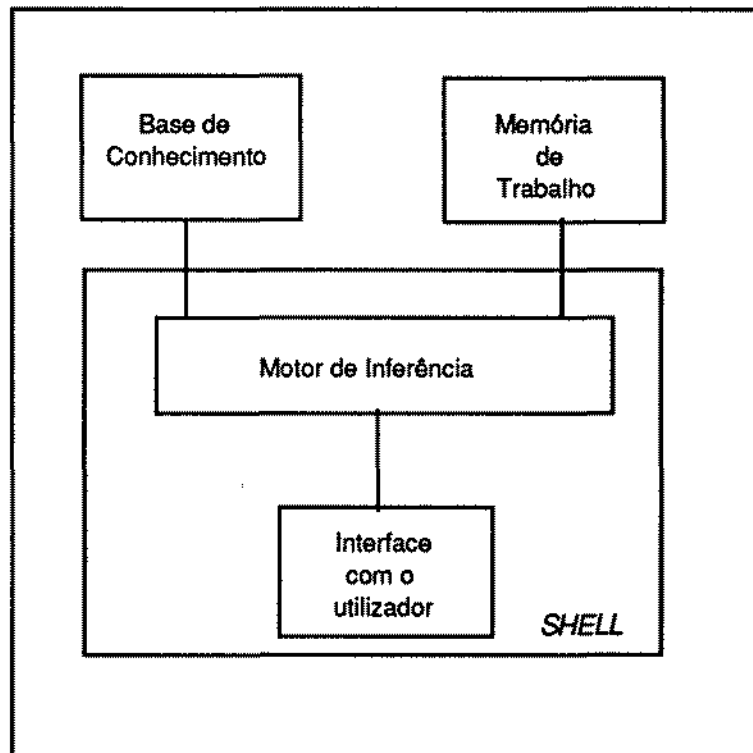 Base de
Conhecimento
Memória
de
Trabalho
Motor de Inferência
Interface
com o
utilizador
SHELL